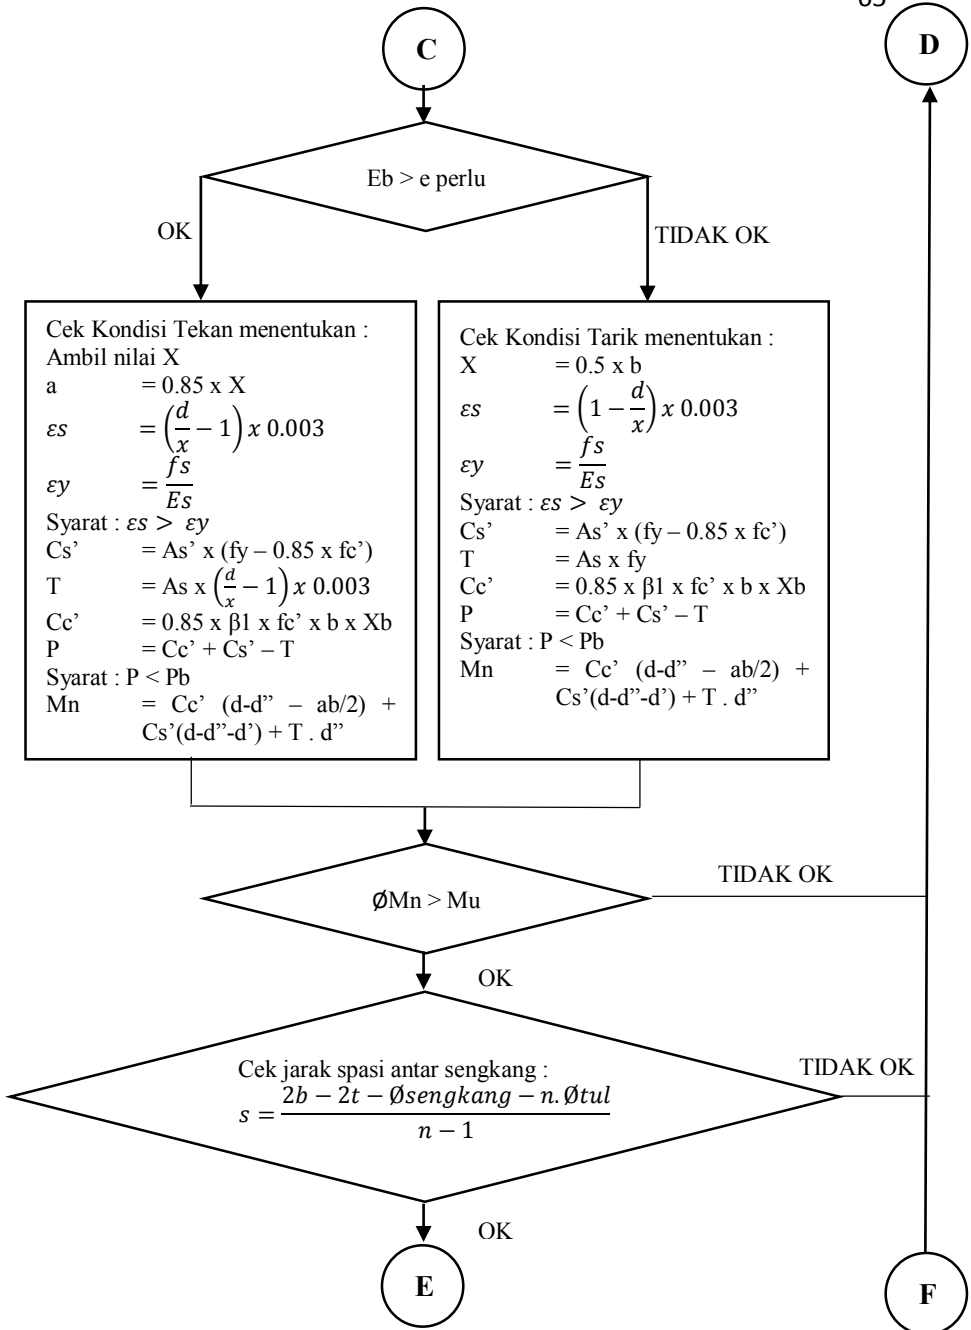 C
D
Eb > e perlu
OK
TIDAK OK
Cek Kondisi Tekan menentukan :
Ambil nilai X
a = 0.85 x X
εs = (d/x − 1) x 0.003
εy = fs/Es
Syarat : εs > εy
Cs’ = As’ x (fy – 0.85 x fc’)
T = As x (d/x − 1) x 0.003
Cc’ = 0.85 x β1 x fc’ x b x Xb
P = Cc’ + Cs’ – T
Syarat : P < Pb
Mn = Cc’ (d-d” – ab/2) +
Cs’(d-d”-d’) + T . d”
Cek Kondisi Tarik menentukan :
X = 0.5 x b
εs = (1 − d/x) x 0.003
εy = fs/Es
Syarat : εs > εy
Cs’ = As’ x (fy – 0.85 x fc’)
T = As x fy
Cc’ = 0.85 x β1 x fc’ x b x Xb
P = Cc’ + Cs’ – T
Syarat : P < Pb
Mn = Cc’ (d-d” – ab/2) +
Cs’(d-d”-d’) + T . d”
ØMn > Mu
TIDAK OK
OK
Cek jarak spasi antar sengkang :
s = (2b − 2t − Øsengkang − n.Øtul)/(n − 1)
TIDAK OK
OK
E
F